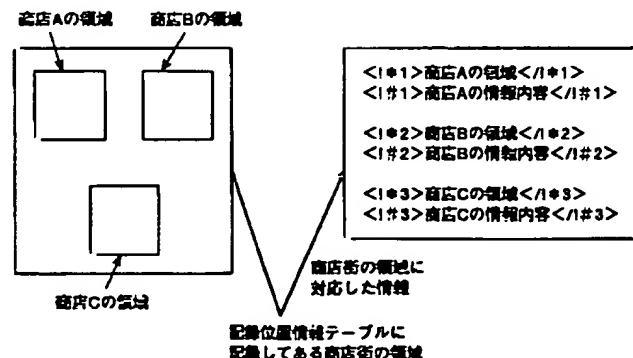 商店Aの領域
商店Bの領域
商店Cの領域
<!*1>商店Aの領域</!*1>
<!#1>商店Aの情報内容</!#1>
<!*2>商店Bの領域</!*2>
<!#2>商店Bの情報内容</!#2>
<!*3>商店Cの領域</!*3>
<!#3>商店Cの情報内容</!#3>
商店街の領域に
対応した情報
記録位置情報テーブルに
記録してある商店街の領域